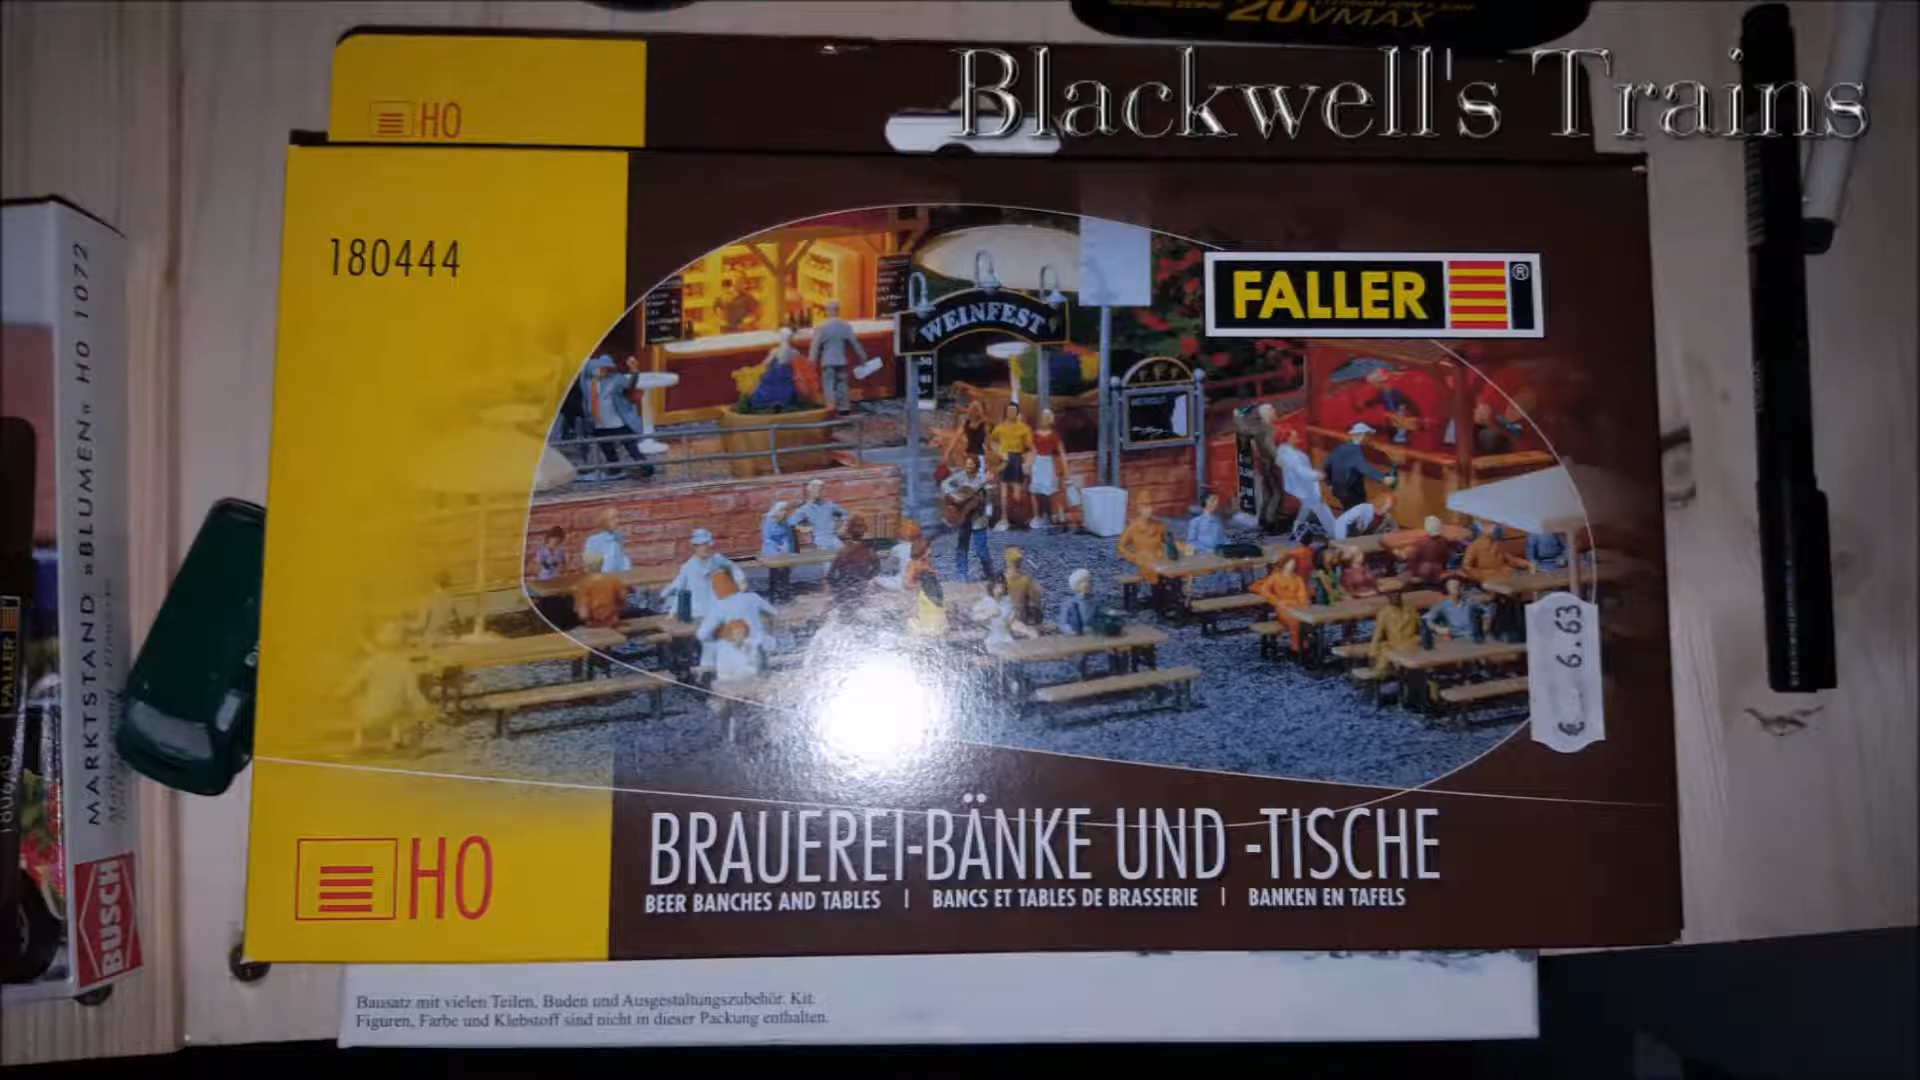 20VMAX
Blackwell's Trains
HO
180444
FALLER ®
WEINFEST
€ 6.63
HO
BRAUEREI-BÄNKE UND -TISCHE
BEER BANCHES AND TABLES | BANCS ET TABLES DE BRASSERIE | BANKEN EN TAFELS
MARKTSTAND »BLUMEN« HO 1072
BUSCH
FALLER
180649
Bausatz mit vielen Teilen, Buden und Ausgestaltungszubehör. Kit.
Figuren, Farbe und Klebstoff sind nicht in dieser Packung enthalten.